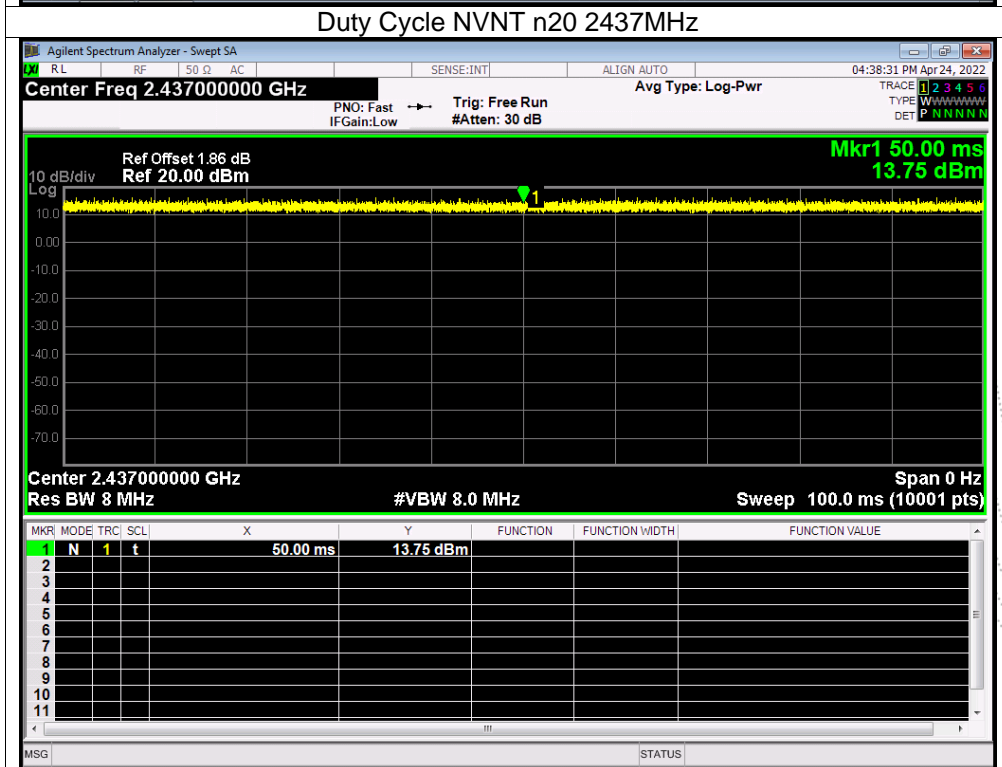 Duty Cycle NVNT n20 2437MHz
Agilent Spectrum Analyzer - Swept SA
LXI RL RF 50 Ω AC SENSE:INT ALIGN AUTO 04:38:31 PM Apr 24, 2022
Center Freq 2.437000000 GHz Avg Type: Log-Pwr TRACE 1 2 3 4 5 6
PNO: Fast Trig: Free Run TYPE WWWWWW
IFGain:Low #Atten: 30 dB DET P N N N N N
Mkr1 50.00 ms
Ref Offset 1.86 dB
10 dB/div Ref 20.00 dBm 13.75 dBm
Log
1
10.0
0.00
-10.0
-20.0
-30.0
-40.0
-50.0
-60.0
-70.0
Center 2.437000000 GHz Span 0 Hz
Res BW 8 MHz #VBW 8.0 MHz Sweep 100.0 ms (10001 pts)
MKR MODE TRC SCL X Y FUNCTION FUNCTION WIDTH FUNCTION VALUE
1 N 1 t 50.00 ms 13.75 dBm
2
3
4
5
6
7
8
9
10
11
MSG STATUS